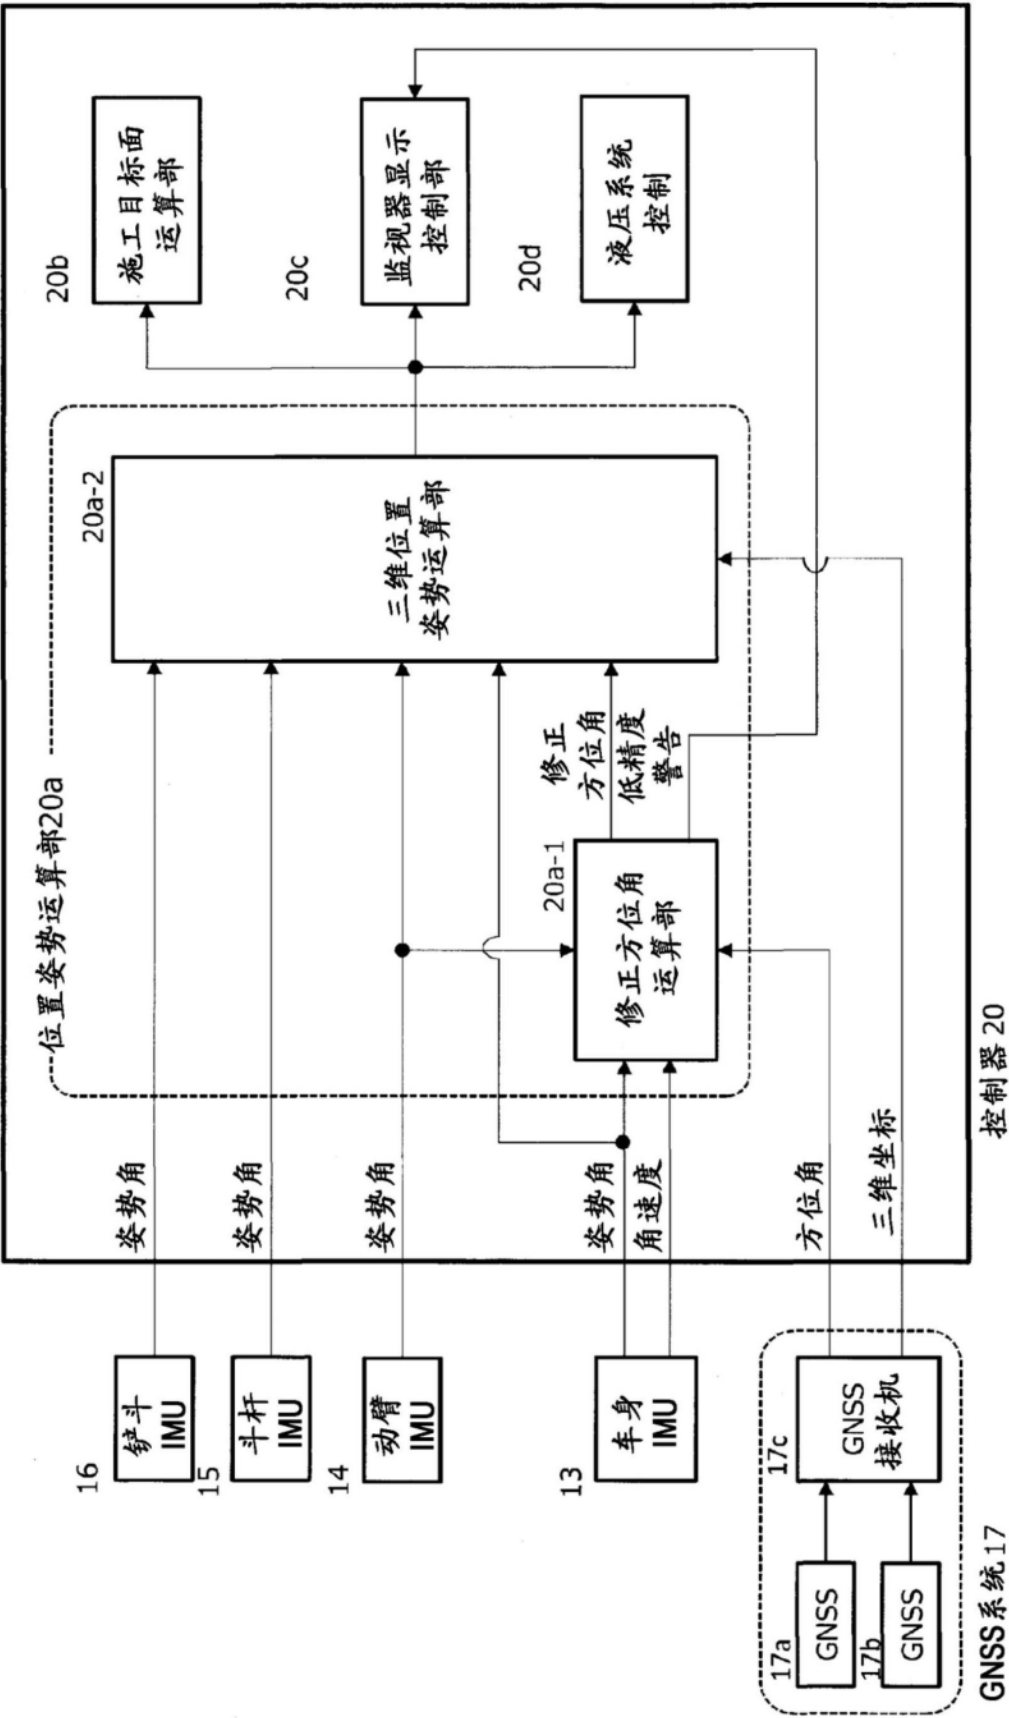 16
铲斗
IMU
姿势角
15
斗杆
IMU
姿势角
14
动臂
IMU
姿势角
13
车身
IMU
姿势角
角速度
17a
GNSS
17b
GNSS
17c
GNSS
接收机
方位角
三维坐标
GNSS系统17
位置姿势运算部20a
20a-1
修正方位角
运算部
修正
方位角
低精度
警告
20a-2
三维位置
姿势运算部
20b
施工目标面
运算部
20c
监视器显示
控制部
20d
液压系统
控制
控制器20